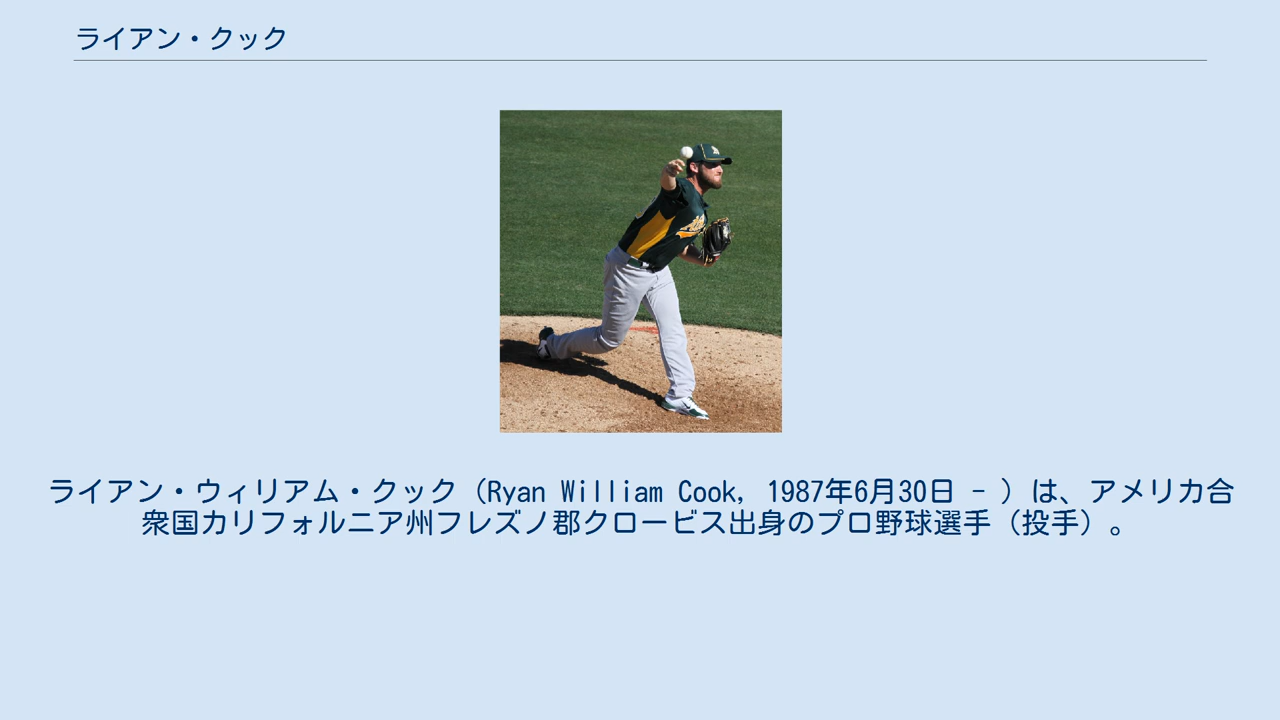 ライアン・クック
ライアン・ウィリアム・クック（Ryan William Cook, 1987年6月30日 - ）は、アメリカ合
衆国カリフォルニア州フレズノ郡クロービス出身のプロ野球選手（投手）。